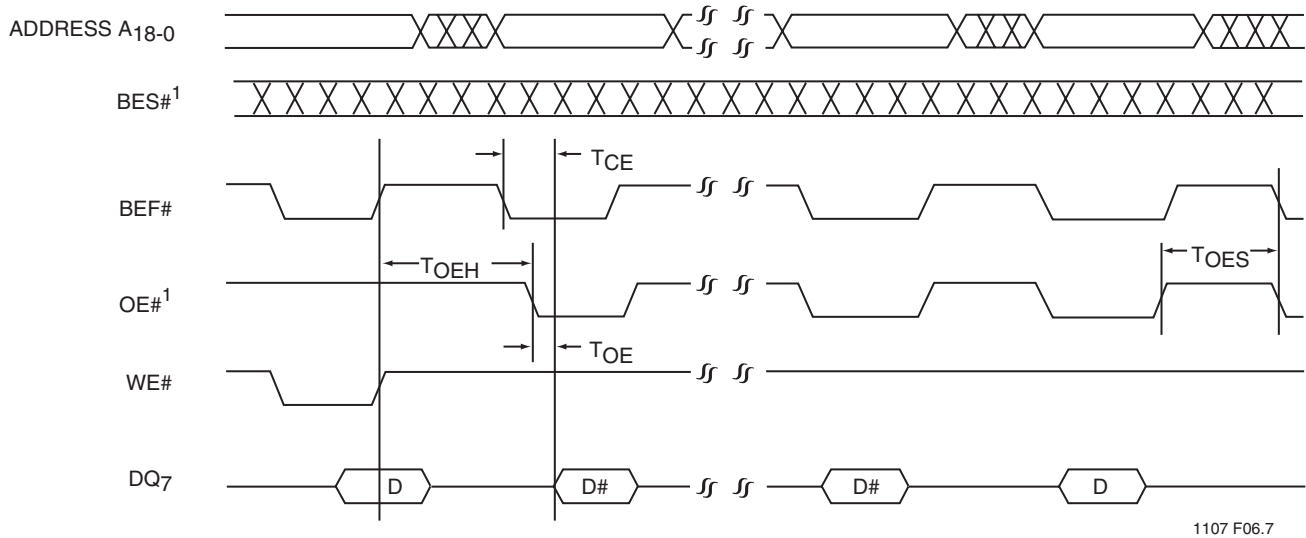 ADDRESS A18-0
BES#1
TCE
BEF#
TOEH
TOES
OE#1
TOE
WE#
DQ7
D
D#
D#
D
1107 F06.7